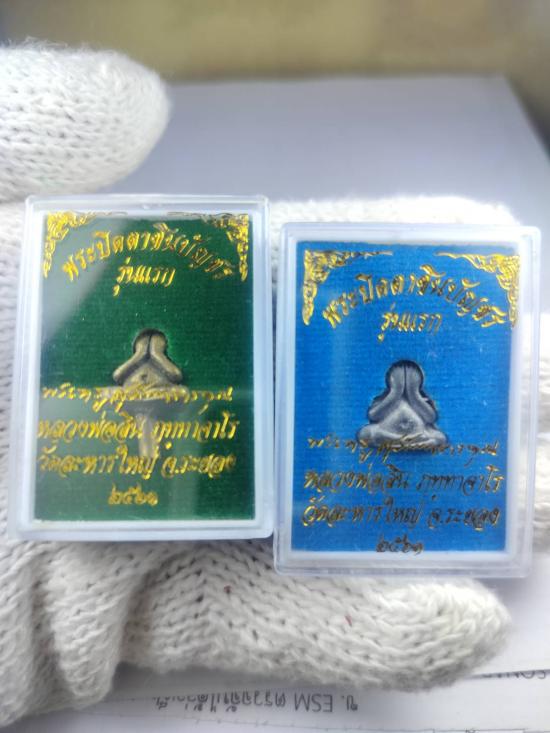 พระปิดตาชินบัญชร
รุ่นแรก
หลวงพ่อสิน ภทฺทาจาโร
วัดละหารใหญ่ จ.ระยอง
๒๕๖๑
พระปิดตาชินบัญชร
รุ่นแรก
หลวงพ่อสิน ภทฺทาจาโร
วัดละหารใหญ่ จ.ระยอง
๒๕๖๑